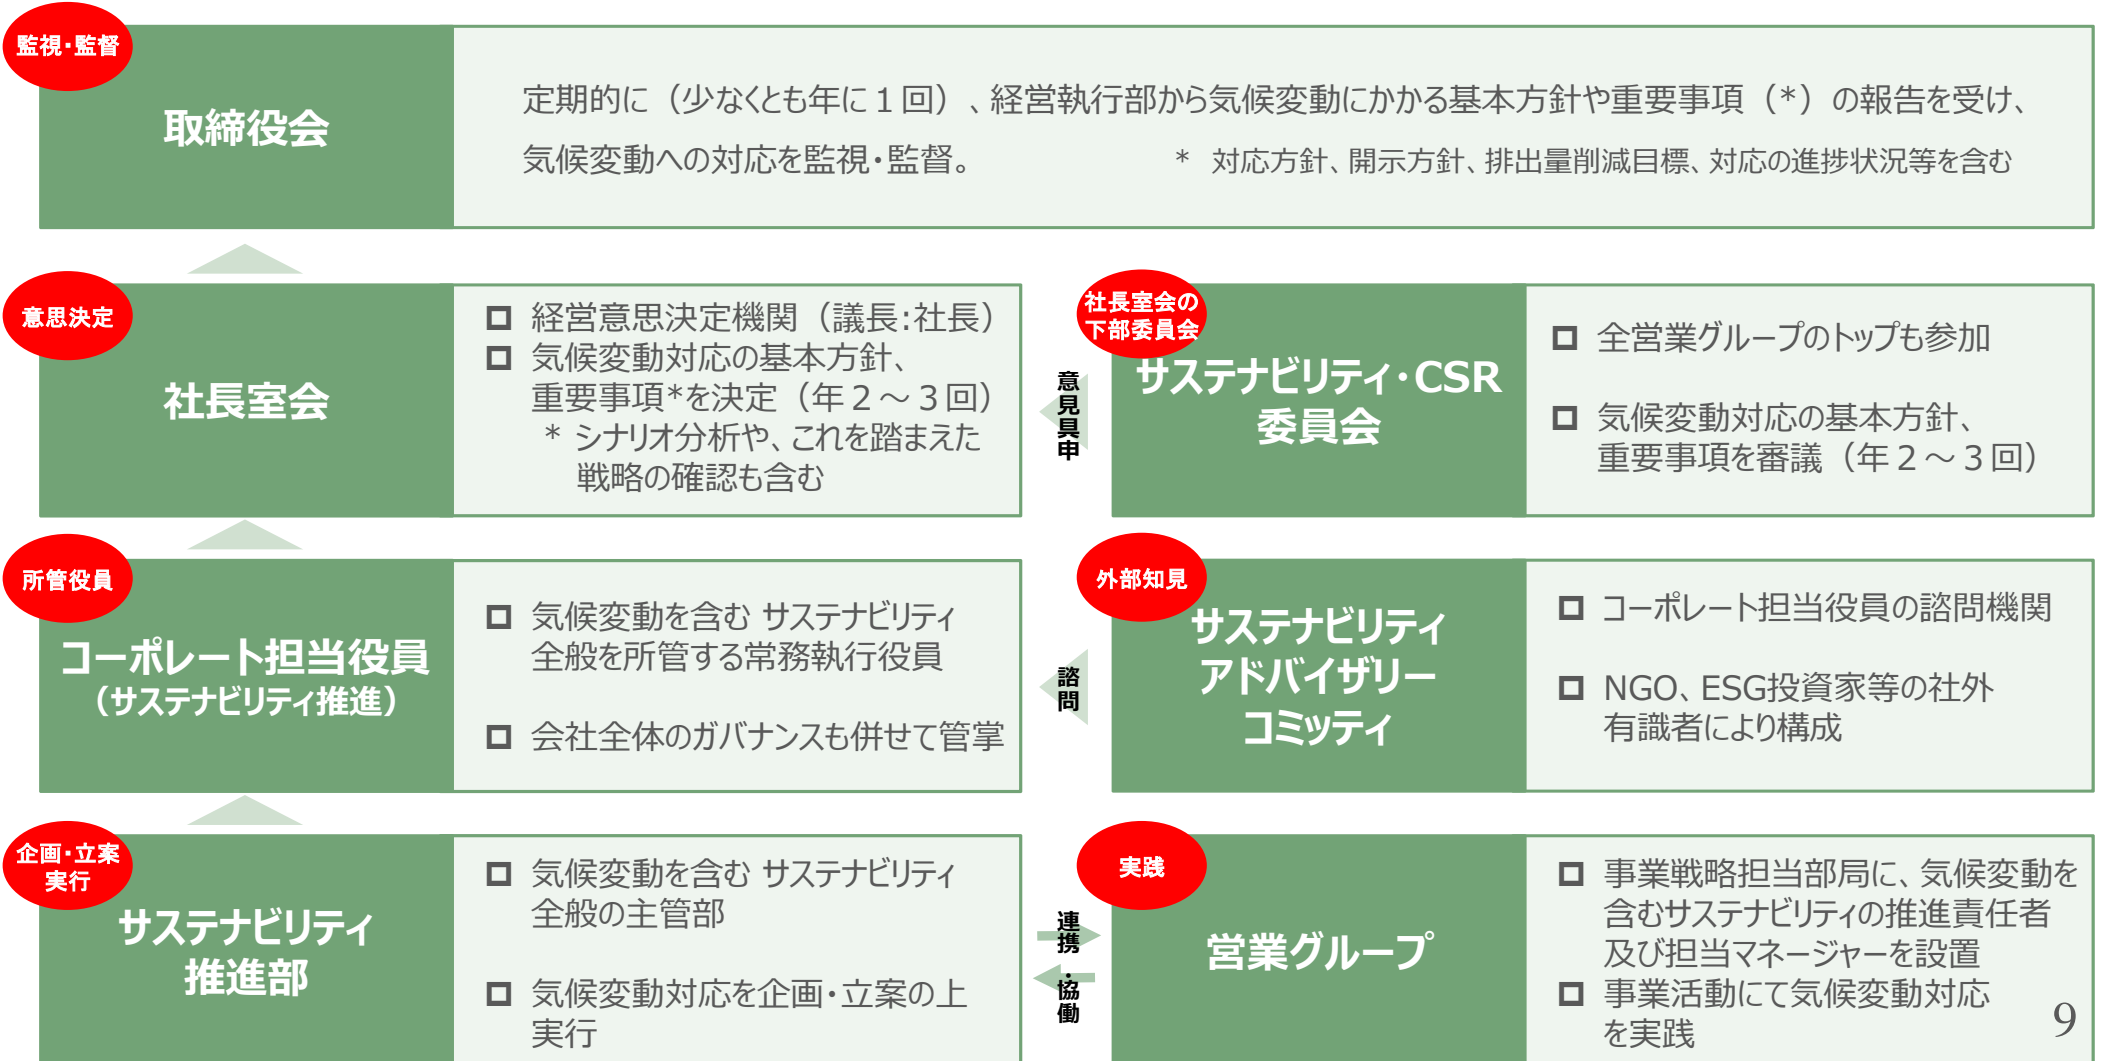 監視・監督
取締役会
定期的に（少なくとも年に１回）、経営執行部から気候変動にかかる基本方針や重要事項（*）の報告を受け、
気候変動への対応を監視・監督。
* 対応方針、開示方針、排出量削減目標、対応の進捗状況等を含む
意思決定
社長室会
経営意思決定機関（議長:社長）
気候変動対応の基本方針、
重要事項*を決定（年２～３回）
* シナリオ分析や、これを踏まえた
戦略の確認も含む
意見具申
社長室会の
下部委員会
サステナビリティ・CSR
委員会
全営業グループのトップも参加
気候変動対応の基本方針、
重要事項を審議（年２～３回）
所管役員
コーポレート担当役員
（サステナビリティ推進）
気候変動を含む サステナビリティ
全般を所管する常務執行役員
会社全体のガバナンスも併せて管掌
諮問
外部知見
サステナビリティ
アドバイザリー
コミッティ
コーポレート担当役員の諮問機関
NGO、ESG投資家等の社外
有識者により構成
企画・立案
実行
サステナビリティ
推進部
気候変動を含む サステナビリティ
全般の主管部
気候変動対応を企画・立案の上
実行
連携・協働
実践
営業グループ
事業戦略担当部局に、気候変動を
含むサステナビリティの推進責任者
及び担当マネージャーを設置
事業活動にて気候変動対応
を実践
9